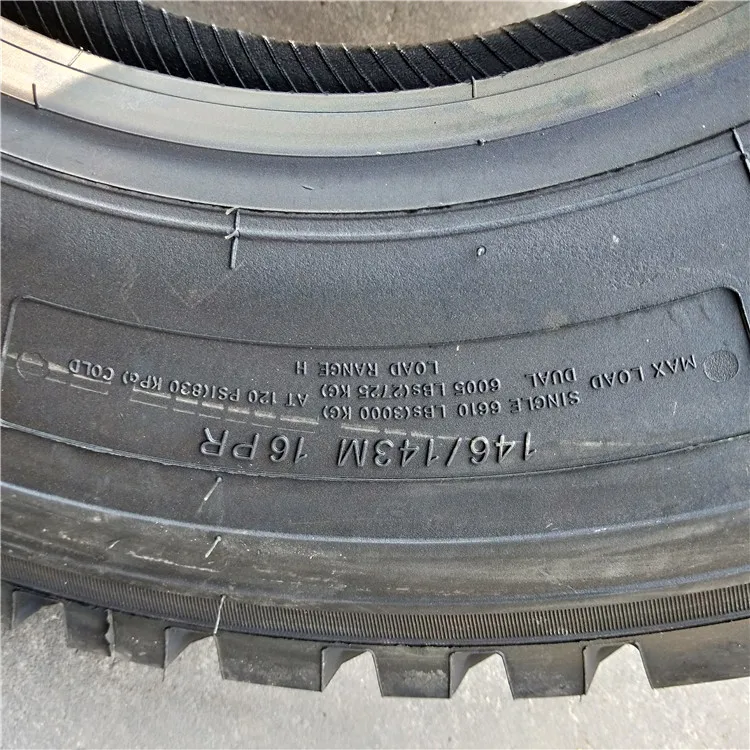 146/143M 16PR
MAX LOAD SINGLE 6610 LBS(3000 KG) AT 120 PSI(830 KPa) COLD
DUAL 6005 LBS(2725 KG)
LOAD RANGE H